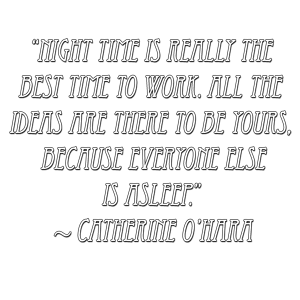 "NIGHT TIME IS REALLY THE
BEST TIME TO WORK. ALL THE
IDEAS ARE THERE TO BE YOURS,
BECAUSE EVERYONE ELSE
IS ASLEEP."
~ CATHERINE O'HARA